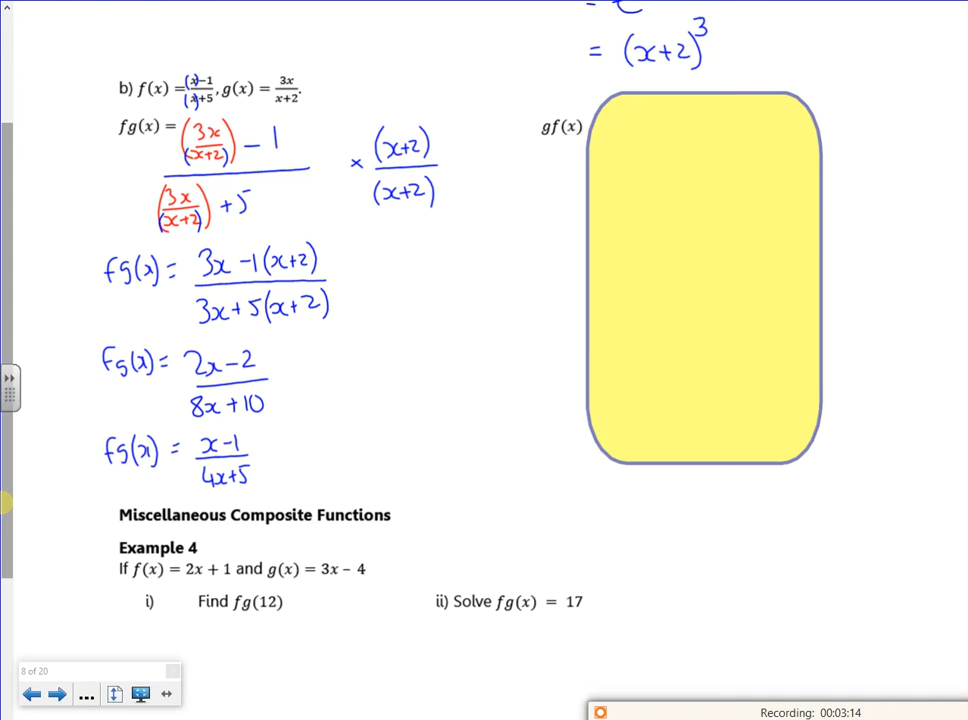 = (x+2)³
b) f(x) = (x)−1 / (x)+5, g(x) = 3x / x+2.
fg(x) = ((3x / (x+2)) − 1) / ((3x / (x+2)) + 5) × (x+2) / (x+2)
gf(x)
fg(x) = 3x −1(x+2) / 3x + 5(x+2)
fg(x) = 2x − 2 / 8x + 10
fg(x) = x −1 / 4x+5
Miscellaneous Composite Functions
Example 4
If f(x) = 2x + 1 and g(x) = 3x − 4
i) Find fg(12) ii) Solve fg(x) = 17
8 of 20
...
Recording: 00:03:14